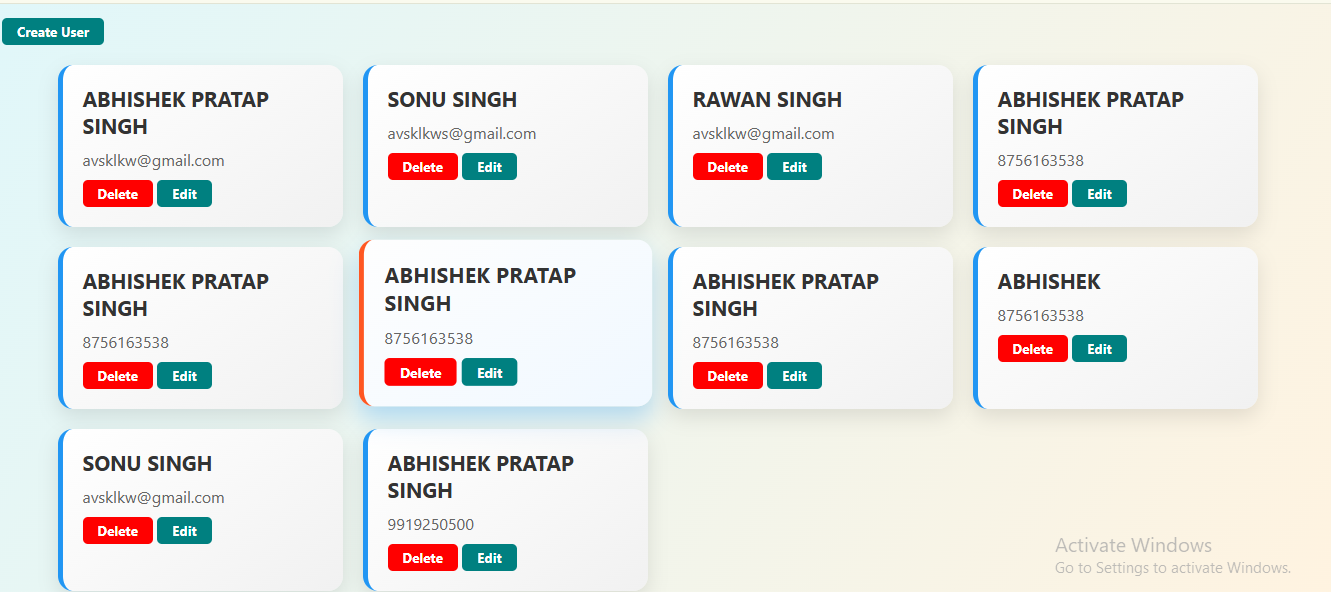 Create User
ABHISHEK PRATAP
SINGH
avsklkw@gmail.com
Delete Edit
SONU SINGH
avsklkws@gmail.com
Delete Edit
RAWAN SINGH
avsklkw@gmail.com
Delete Edit
ABHISHEK PRATAP
SINGH
8756163538
Delete Edit
ABHISHEK PRATAP
SINGH
8756163538
Delete Edit
ABHISHEK PRATAP
SINGH
8756163538
Delete Edit
ABHISHEK PRATAP
SINGH
8756163538
Delete Edit
ABHISHEK
8756163538
Delete Edit
SONU SINGH
avsklkw@gmail.com
Delete Edit
ABHISHEK PRATAP
SINGH
9919250500
Delete Edit
Activate Windows
Go to Settings to activate Windows.